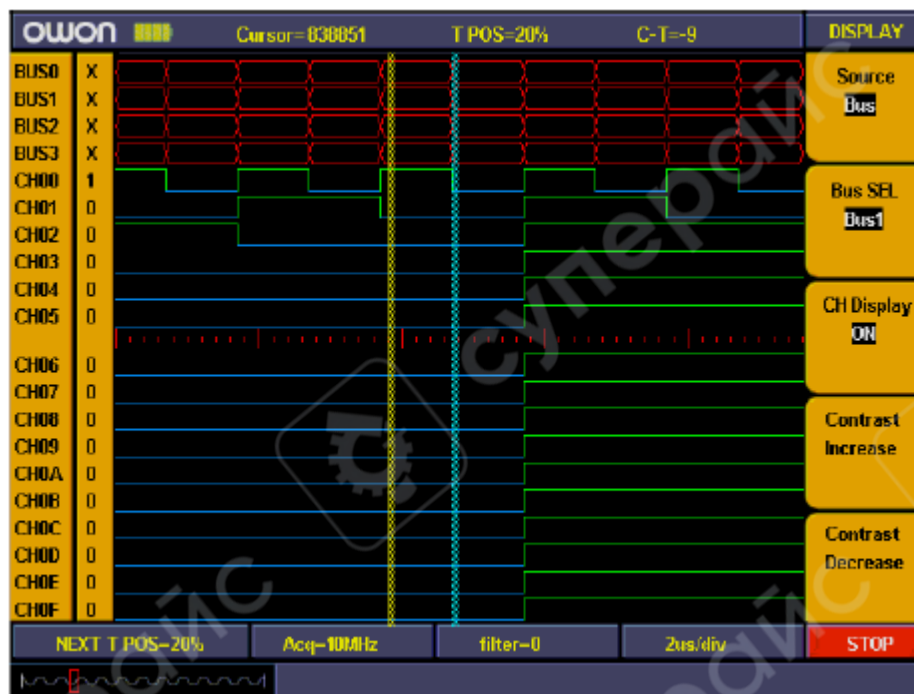 OWON Cursor=838851 T POS=20% C-T=-9 DISPLAY
BUS0 X
BUS1 X
BUS2 X
BUS3 X
CH00 1
CH01 0
CH02 0
CH03 0
CH04 0
CH05 0
CH06 0
CH07 0
CH08 0
CH09 0
CH0A 0
CH0B 0
CH0C 0
CH0D 0
CH0E 0
CH0F 0
Source
Bus
Bus SEL
Bus1
CH Display
ON
Contrast
Increase
Contrast
Decrease
NEXT T POS=20% Acq=10MHz filter=0 2us/div STOP
суперайс